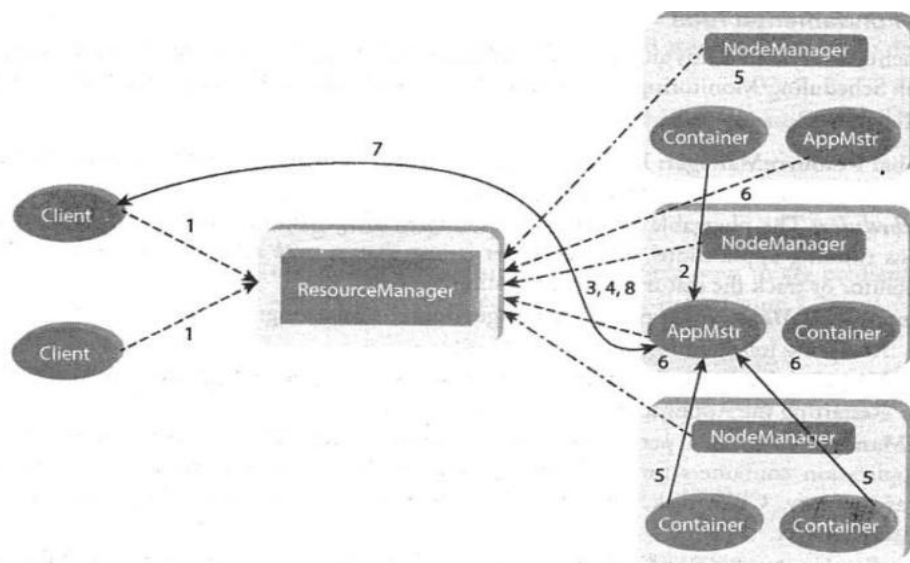 NodeManager
5
Container
AppMstr
7
Client
1
6
NodeManager
ResourceManager
2
3, 4, 8
AppMstr
Container
1
Client
6
6
NodeManager
5
5
Container
Container